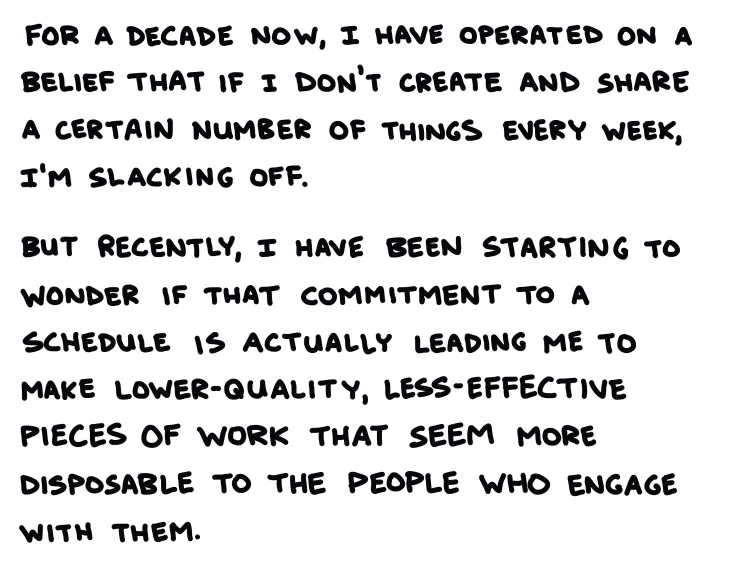 FOR A DECADE NOW, I HAVE OPERATED ON A
BELIEF THAT IF I DON'T CREATE AND SHARE
A CERTAIN NUMBER OF THINGS EVERY WEEK,
I'M SLACKING OFF.
BUT RECENTLY, I HAVE BEEN STARTING TO
WONDER IF THAT COMMITMENT TO A
SCHEDULE IS ACTUALLY LEADING ME TO
MAKE LOWER-QUALITY, LESS-EFFECTIVE
PIECES OF WORK THAT SEEM MORE
DISPOSABLE TO THE PEOPLE WHO ENGAGE
WITH THEM.